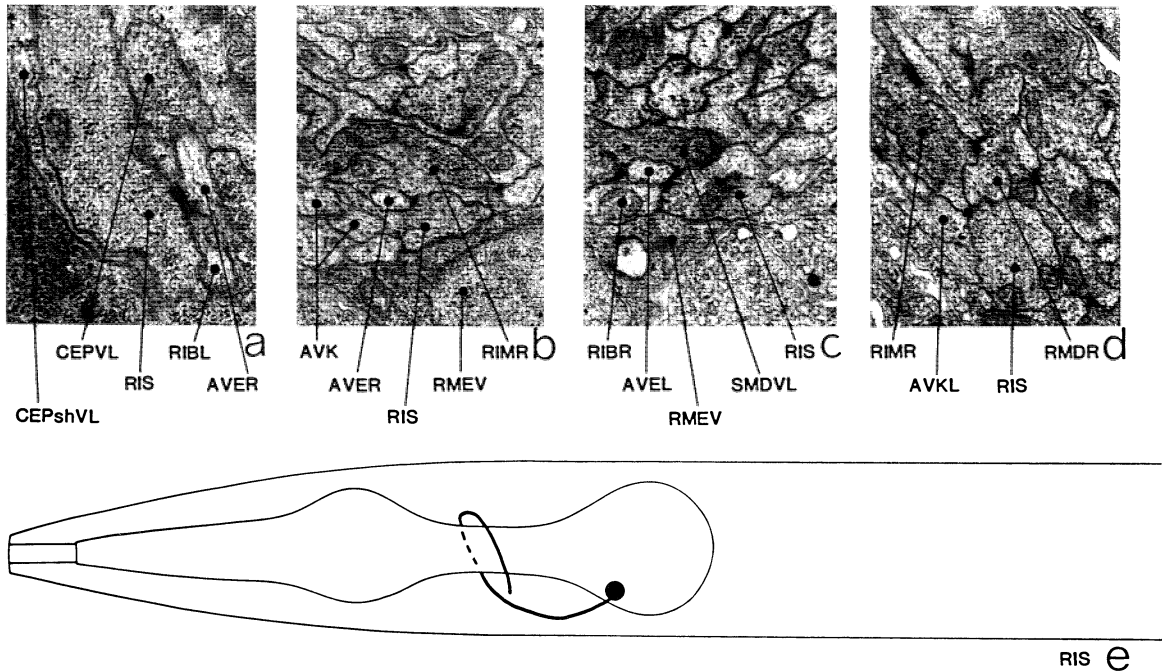 CEPshVL
CEPVL
RIS
RIBL
AVER
a
AVK
AVER
RIS
RMEV
RIMR
b
RIBR
AVEL
RMEV
SMDVL
RIS
c
RIMR
AVKL
RIS
RMDR
d
RIS e